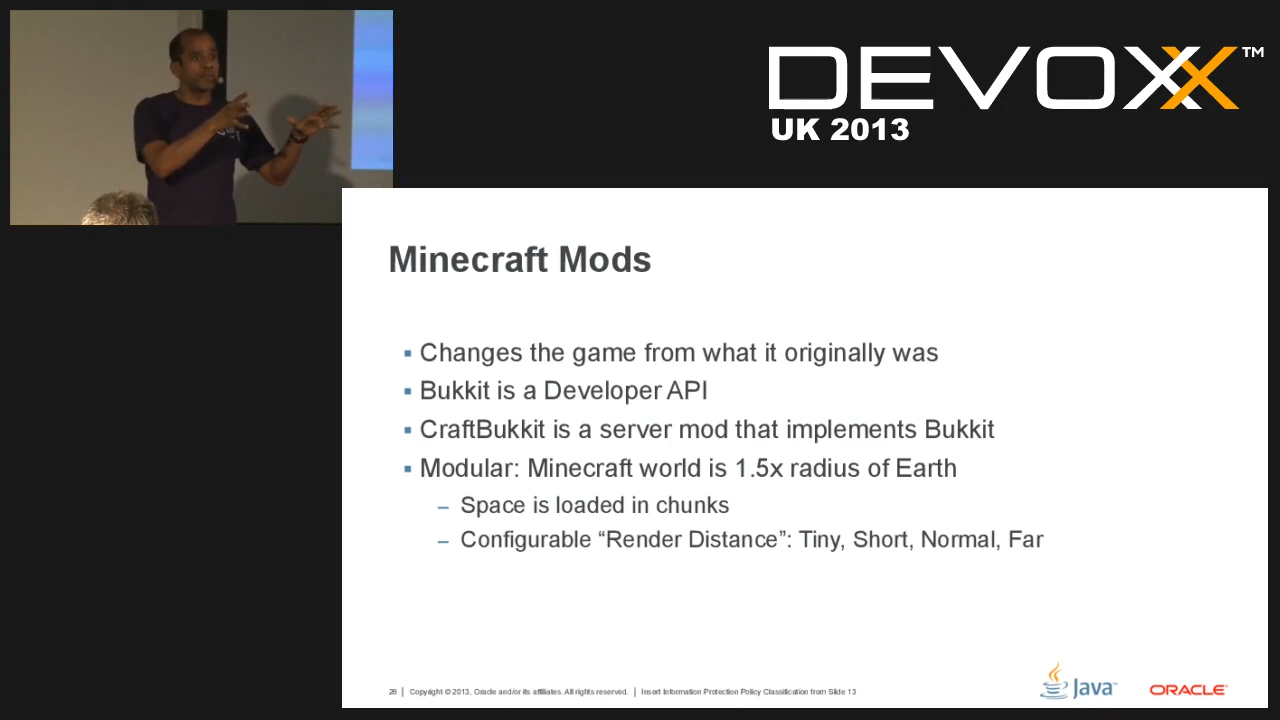 DEVOXX™
UK 2013
Minecraft Mods
▪ Changes the game from what it originally was
▪ Bukkit is a Developer API
▪ CraftBukkit is a server mod that implements Bukkit
▪ Modular: Minecraft world is 1.5x radius of Earth
– Space is loaded in chunks
– Configurable “Render Distance”: Tiny, Short, Normal, Far
26 | Copyright © 2013, Oracle and/or its affiliates. All rights reserved. | Insert Information Protection Policy Classification from Slide 13
Java™
ORACLE